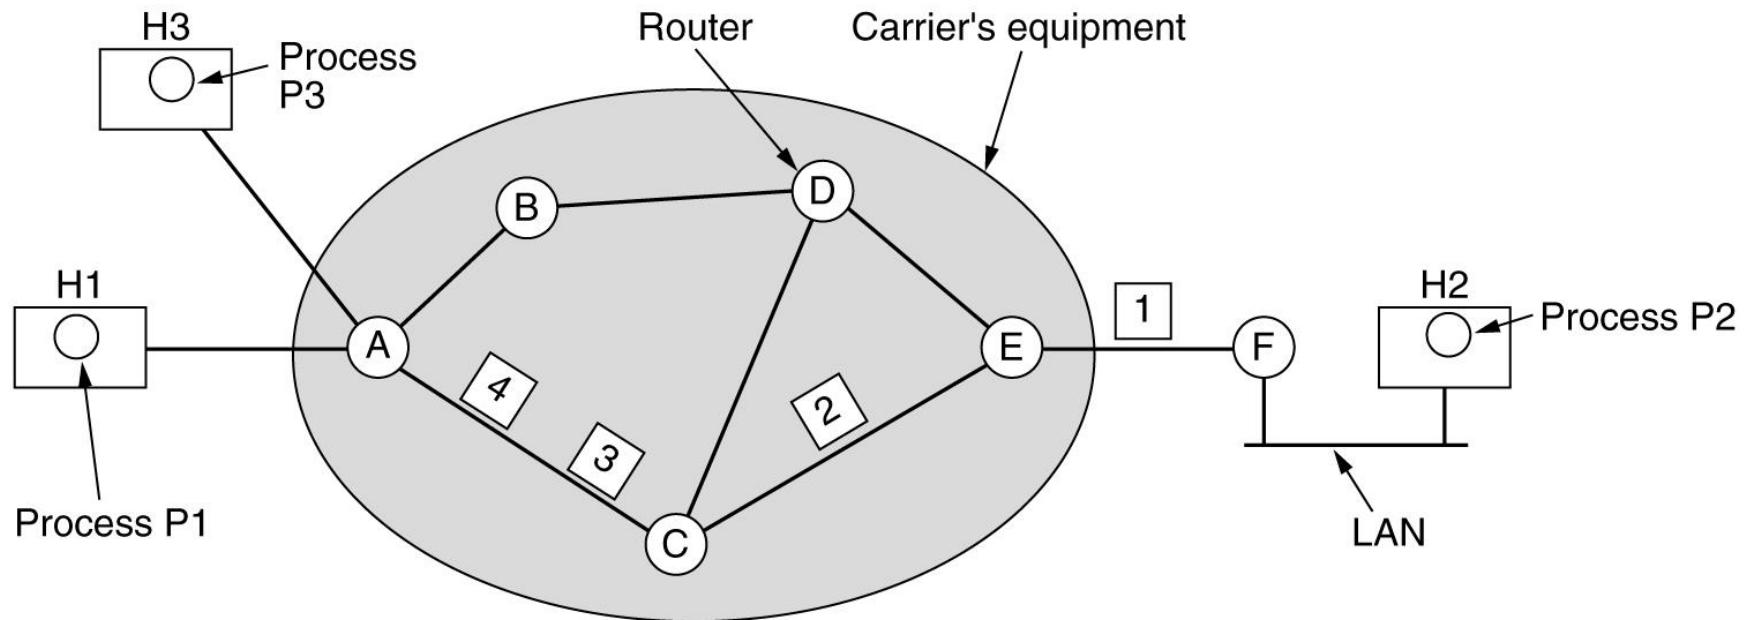 H3
Process
P3
Router
Carrier's equipment
B
D
H1
A
E
1
F
H2
Process P2
4
3
2
C
Process P1
LAN